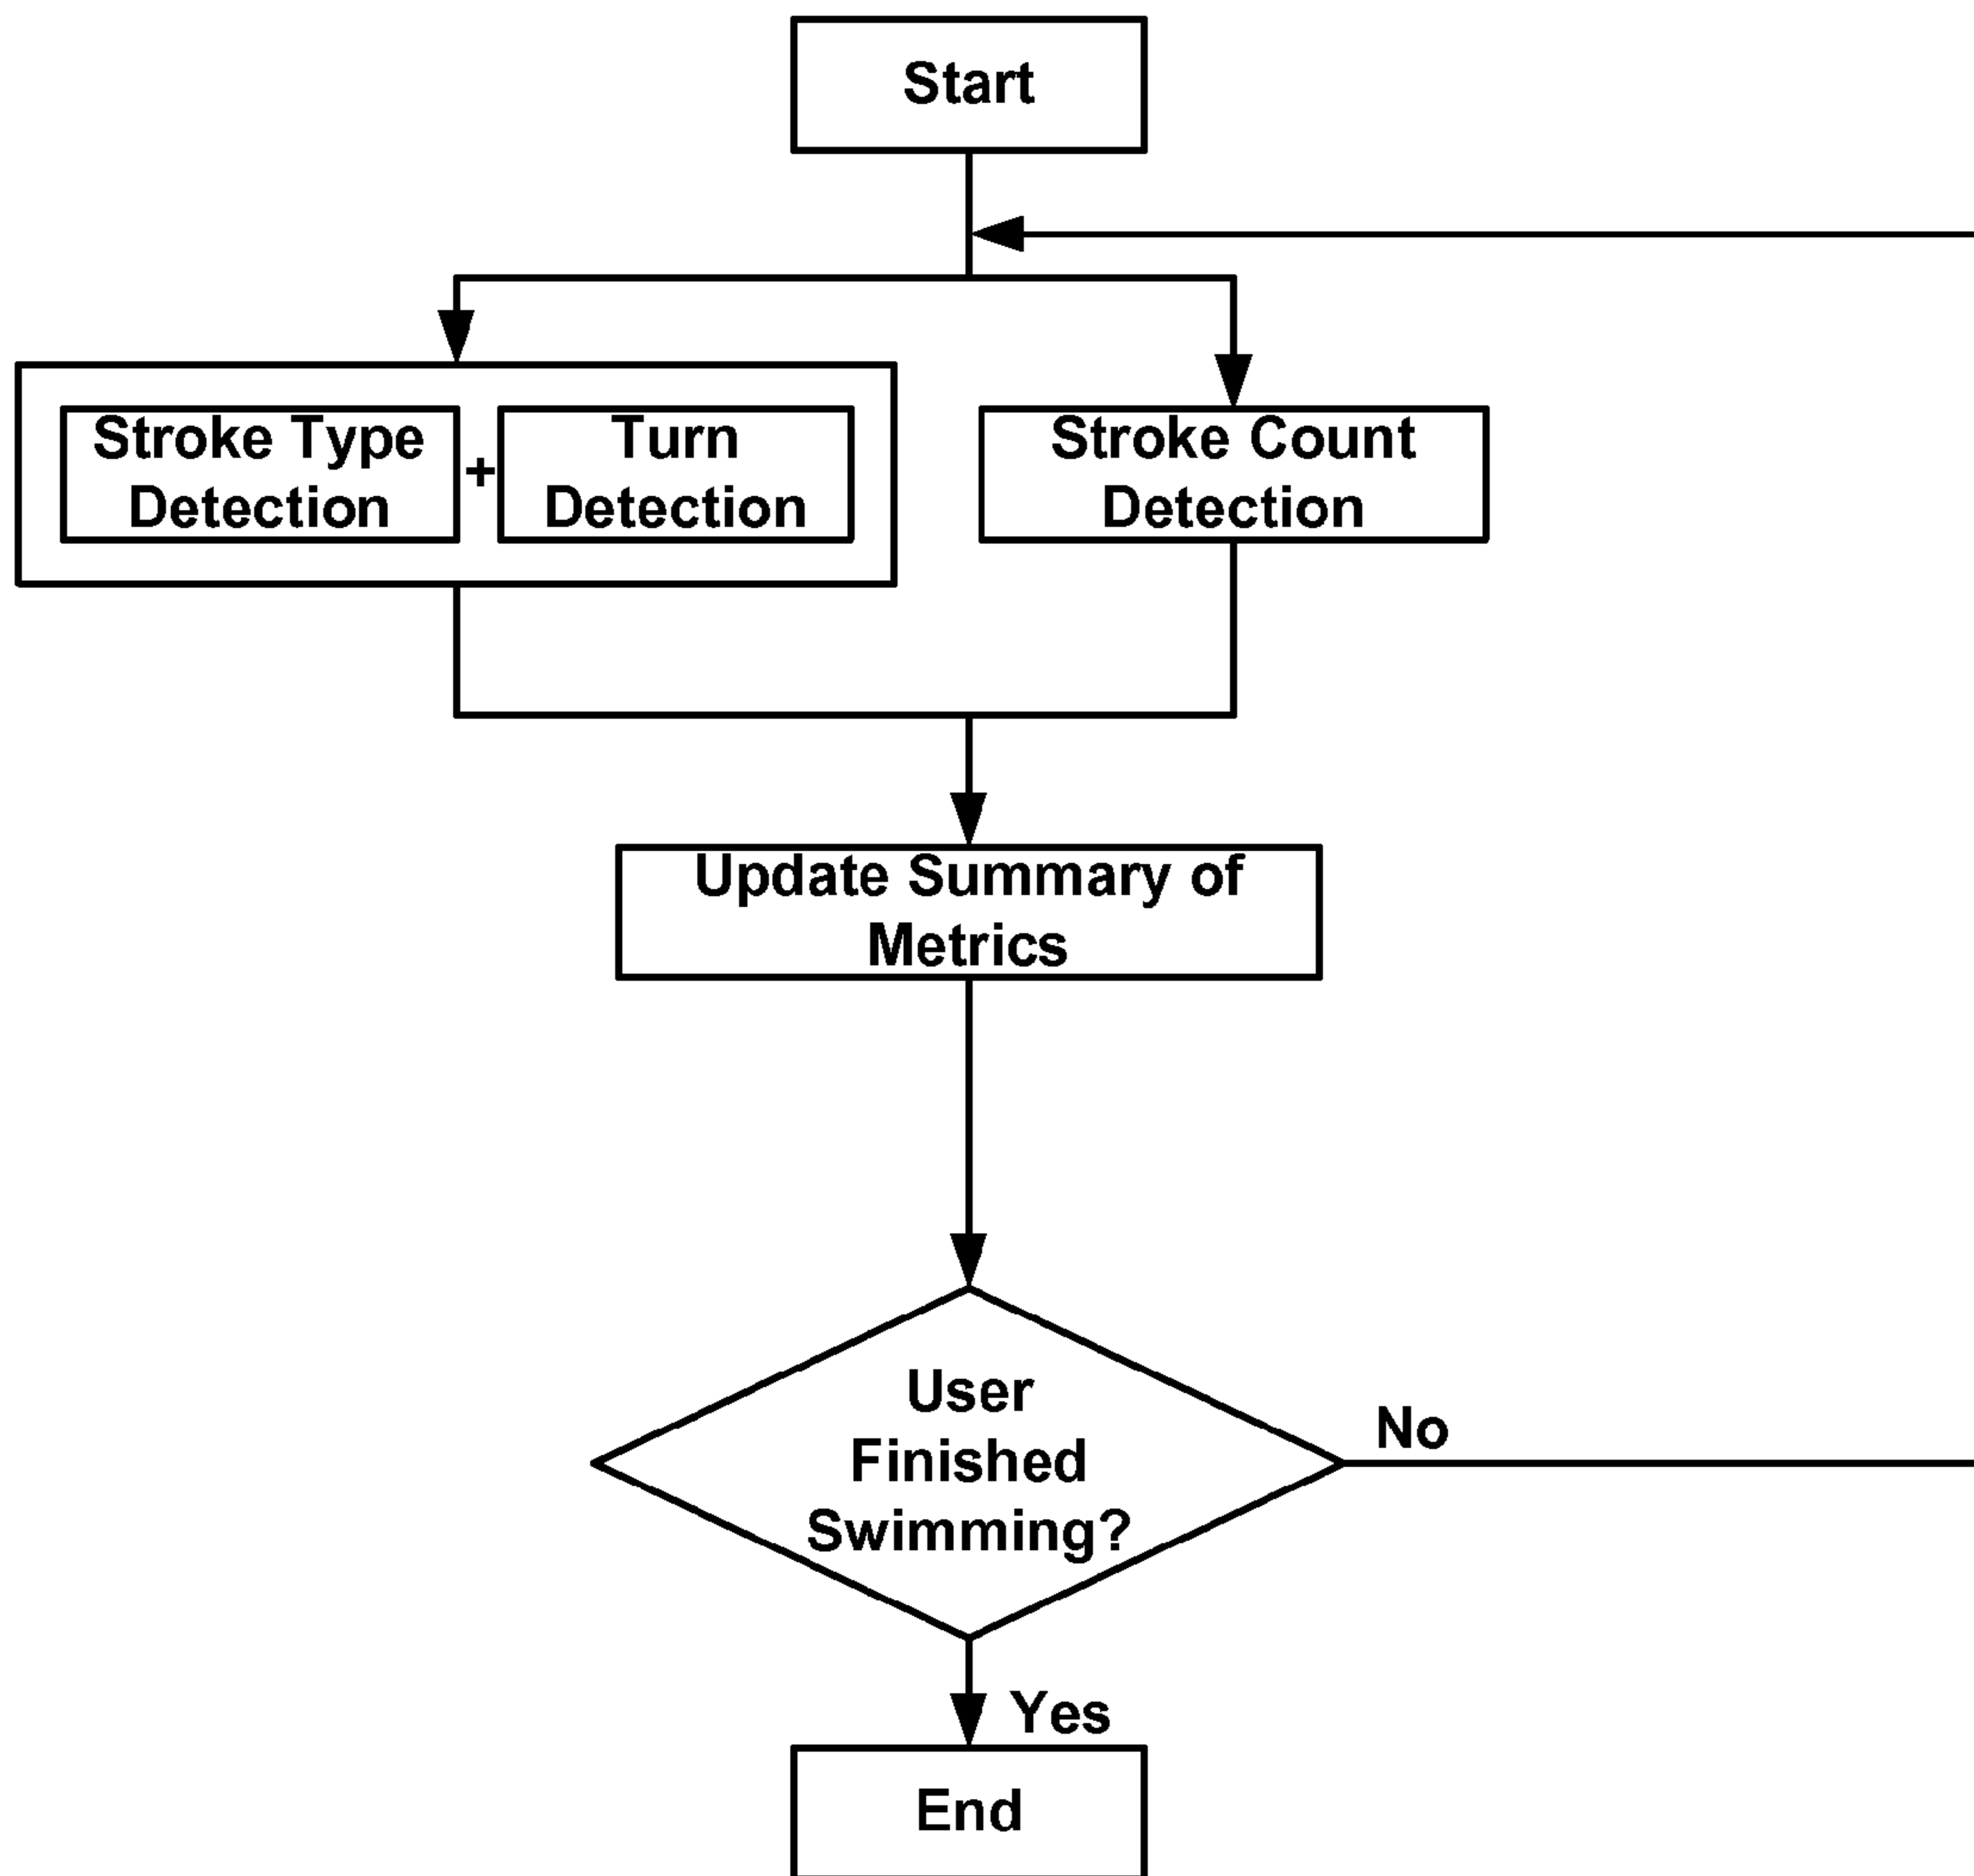 Start
Stroke Type
Detection
+
Turn
Detection
Stroke Count
Detection
Update Summary of
Metrics
User
Finished
Swimming?
No
Yes
End